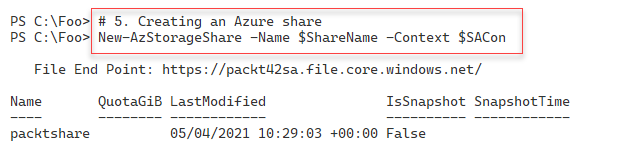 PS C:\Foo> # 5. Creating an Azure share
PS C:\Foo> New-AzStorageShare -Name $ShareName -Context $SACon
File End Point: https://packt42sa.file.core.windows.net/
Name QuotaGiB LastModified IsSnapshot SnapshotTime
---- -------- ------------ ---------- ------------
packtshare 05/04/2021 10:29:03 +00:00 False